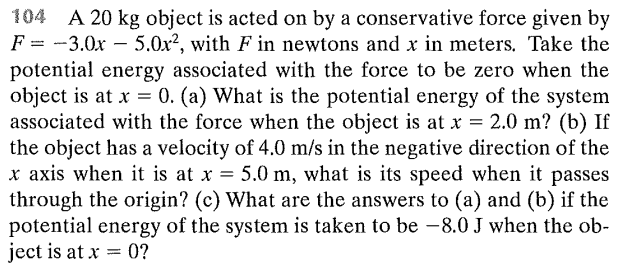 104 A 20 kg object is acted on by a conservative force given by
F = −3.0x − 5.0x², with F in newtons and x in meters. Take the
potential energy associated with the force to be zero when the
object is at x = 0. (a) What is the potential energy of the system
associated with the force when the object is at x = 2.0 m? (b) If
the object has a velocity of 4.0 m/s in the negative direction of the
x axis when it is at x = 5.0 m, what is its speed when it passes
through the origin? (c) What are the answers to (a) and (b) if the
potential energy of the system is taken to be −8.0 J when the ob-
ject is at x = 0?